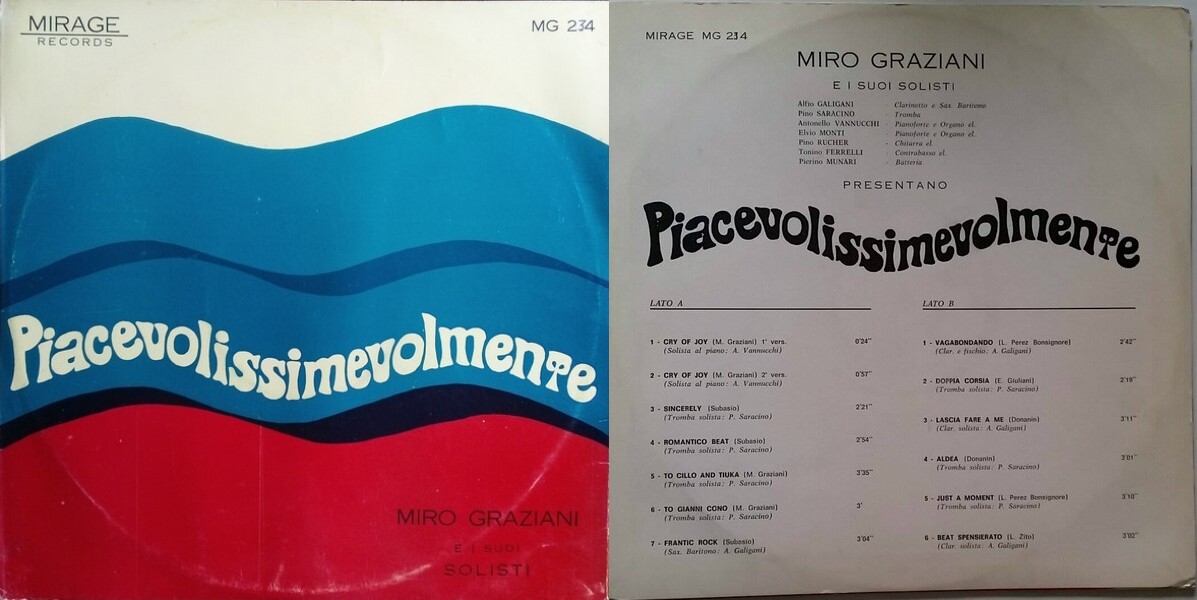 MIRAGE
RECORDS
MG 234
Piacevolissimevolmente
MIRO GRAZIANI
E I SUOI
SOLISTI
MIRAGE MG 234
MIRO GRAZIANI
E I SUOI SOLISTI
Alfio GALIGANI - Clarinetto e Sax Baritono
Pino SARACINO - Tromba
Antonello VANNUCCHI - Pianoforte e Organo el.
Elvio MONTI - Pianoforte e Organo el.
Pino RUCHER - Chitarra el.
Tonino FERRELLI - Contrabasso el.
Pierino MUNARI - Batteria
PRESENTANO
Piacevolissimevolmente
LATO A
1 - CRY OF JOY (M. Graziani) 1° vers. 0'24"
(Solista al piano: A. Vannucchi)
2 - CRY OF JOY (M. Graziani) 2° vers. 0'57"
(Solista al piano: A. Vannucchi)
3 - SINCERELY (Subasio) 2'21"
(Tromba solista: P. Saracino)
4 - ROMANTICO BEAT (Subasio) 2'54"
(Tromba solista: P. Saracino)
5 - TO CILLO AND TIUKA (M. Graziani) 3'35"
(Tromba solista: P. Saracino)
6 - TO GIANNI CONO (M. Graziani) 3'
(Tromba solista: P. Saracino)
7 - FRANTIC ROCK (Subasio) 3'04"
(Sax. Baritono: A. Galigani)
LATO B
1 - VAGABONDANDO (L. Perez Bonsignore) 2'42"
(Clar. e fischio: A. Galigani)
2 - DOPPIA CORSIA (E. Giuliani) 2'19"
(Tromba solista: P. Saracino)
3 - LASCIA FARE A ME (Donanin) 3'11"
(Clar. solista: A. Galigani)
4 - ALDEA (Donanin) 3'01"
(Tromba solista: P. Saracino)
5 - JUST A MOMENT (L. Perez Bonsignore) 3'10"
(Tromba solista: P. Saracino)
6 - BEAT SPENSIERATO (L. Zito) 3'02"
(Clar. solista: A. Galigani)